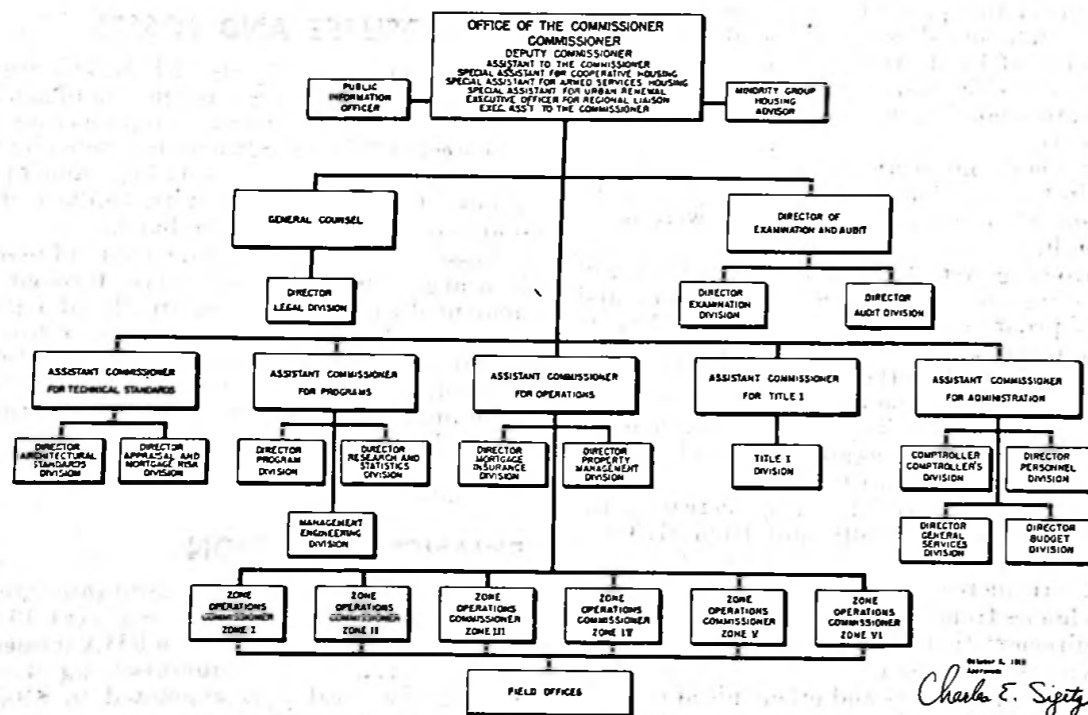 OFFICE OF THE COMMISSIONER
COMMISSIONER
DEPUTY COMMISSIONER
ASSISTANT TO THE COMMISSIONER
SPECIAL ASSISTANT FOR COOPERATIVE HOUSING
SPECIAL ASSISTANT FOR ARMED SERVICES HOUSING
SPECIAL ASSISTANT FOR URBAN RENEWAL
EXECUTIVE OFFICER FOR REGIONAL LIAISON
EXEC. ASS'T TO THE COMMISSIONER
PUBLIC
INFORMATION
OFFICER
MINORITY GROUP
HOUSING
ADVISOR
GENERAL COUNSEL
DIRECTOR OF
EXAMINATION AND AUDIT
DIRECTOR
LEGAL DIVISION
DIRECTOR
EXAMINATION
DIVISION
DIRECTOR
AUDIT DIVISION
ASSISTANT COMMISSIONER
FOR TECHNICAL STANDARDS
ASSISTANT COMMISSIONER
FOR PROGRAMS
ASSISTANT COMMISSIONER
FOR OPERATIONS
ASSISTANT COMMISSIONER
FOR TITLE I
ASSISTANT COMMISSIONER
FOR ADMINISTRATION
DIRECTOR
ARCHITECTURAL
STANDARDS
DIVISION
DIRECTOR
APPRAISAL AND
MORTGAGE RISK
DIVISION
DIRECTOR
PROGRAM
DIVISION
DIRECTOR
RESEARCH AND
STATISTICS
DIVISION
DIRECTOR
MORTGAGE
INSURANCE
DIVISION
DIRECTOR
PROPERTY
MANAGEMENT
DIVISION
TITLE I
DIVISION
COMPTROLLER
COMPTROLLER'S
DIVISION
DIRECTOR
PERSONNEL
DIVISION
MANAGEMENT
ENGINEERING
DIVISION
DIRECTOR
GENERAL
SERVICES
DIVISION
DIRECTOR
BUDGET
DIVISION
ZONE
OPERATIONS
COMMISSIONER
ZONE I
ZONE
OPERATIONS
COMMISSIONER
ZONE II
ZONE
OPERATIONS
COMMISSIONER
ZONE III
ZONE
OPERATIONS
COMMISSIONER
ZONE IV
ZONE
OPERATIONS
COMMISSIONER
ZONE V
ZONE
OPERATIONS
COMMISSIONER
ZONE VI
FIELD OFFICES
October
Approved
Charles E.